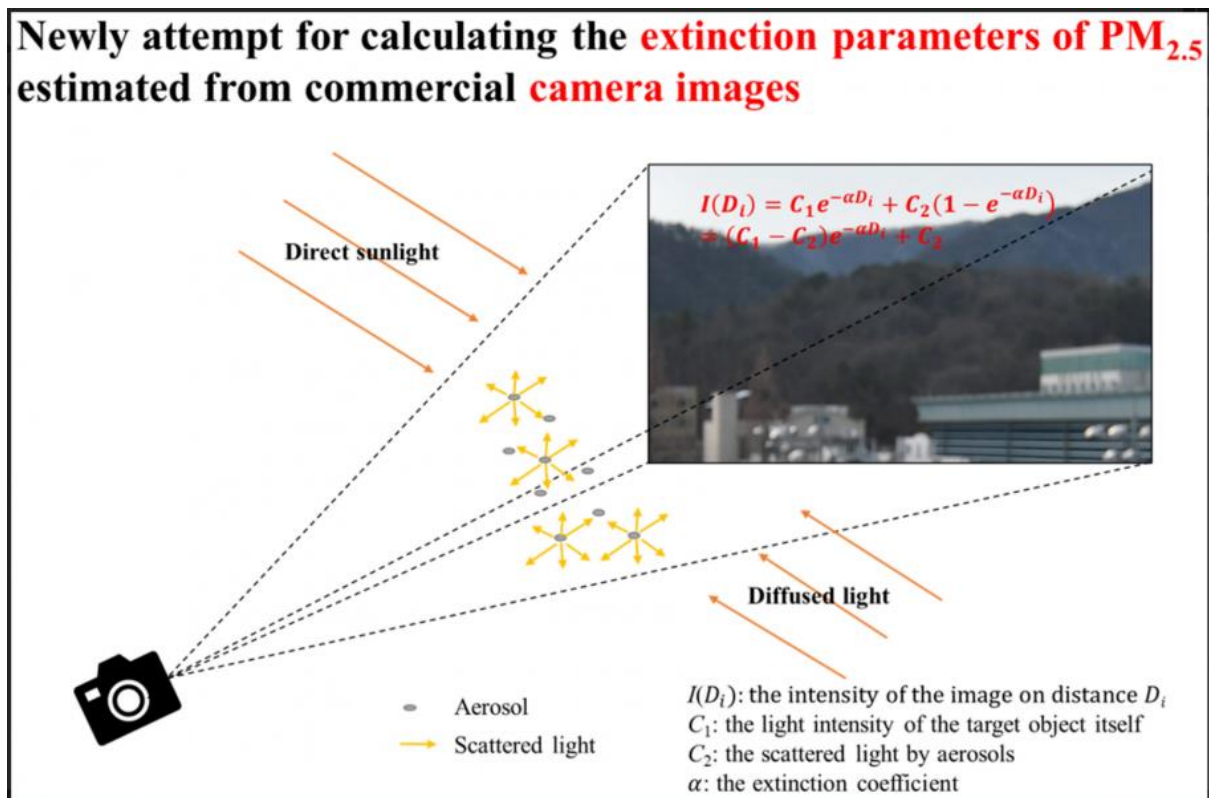 Newly attempt for calculating the extinction parameters of PM₂.₅
estimated from commercial camera images
I(Dᵢ) = C₁e^{-αDᵢ} + C₂(1 − e^{-αDᵢ})
= (C₁ − C₂)e^{-αDᵢ} + C₂
Direct sunlight
Diffused light
Aerosol
Scattered light
I(Dᵢ): the intensity of the image on distance Dᵢ
C₁: the light intensity of the target object itself
C₂: the scattered light by aerosols
α: the extinction coefficient